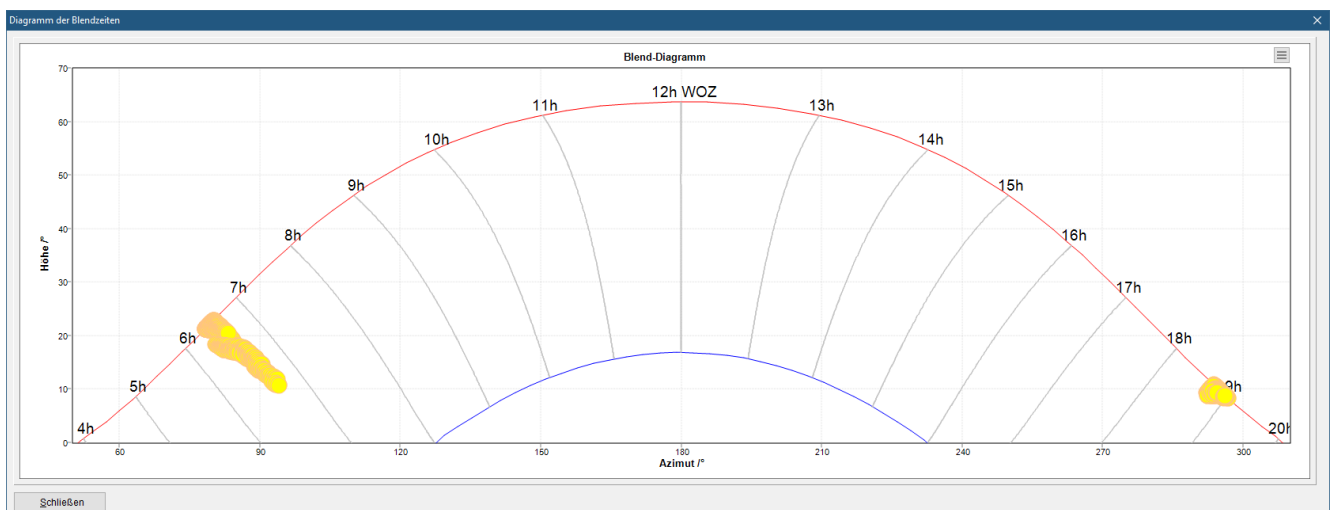 Diagramm der Blendzeiten
Blend-Diagramm
Höhe /°
70
60
50
40
30
20
10
0
4h
5h
6h
7h
8h
9h
10h
11h
12h WOZ
13h
14h
15h
16h
17h
18h
9h
20h
60
90
120
150
180
210
240
270
300
Azimut /°
Schließen